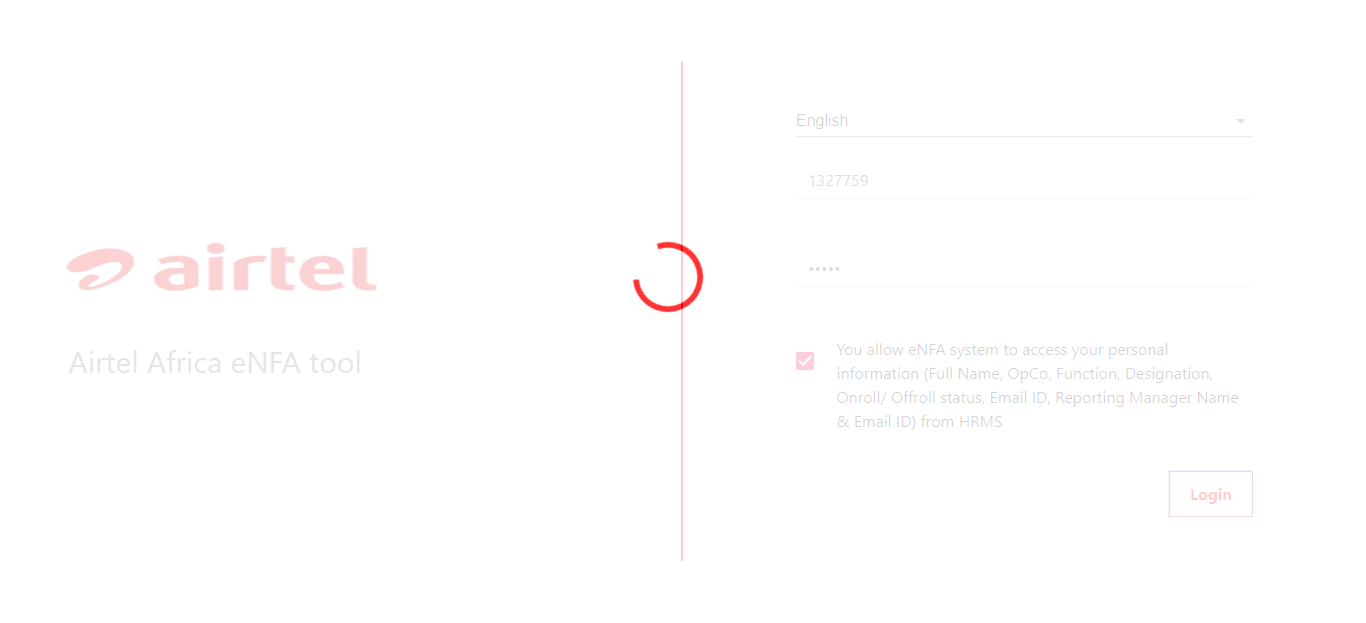 airtel
Airtel Africa eNFA tool
English
1327759
•••••
You allow eNFA system to access your personal
information (Full Name, OpCo, Function, Designation,
Onroll/ Offroll status, Email ID, Reporting Manager Name
& Email ID) from HRMS
Login